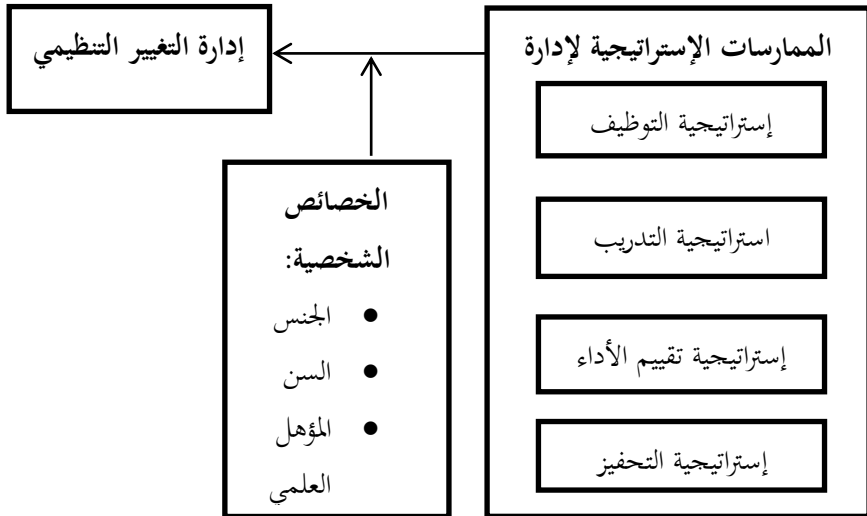 الممارسات الإستراتيجية لإدارة
إستراتيجية التوظيف
استراتيجية التدريب
إستراتيجية تقييم الأداء
إستراتيجية التحفيز
إدارة التغيير التنظيمي
الخصائص
الشخصية:
● الجنس
● السن
● المؤهل
العلمي